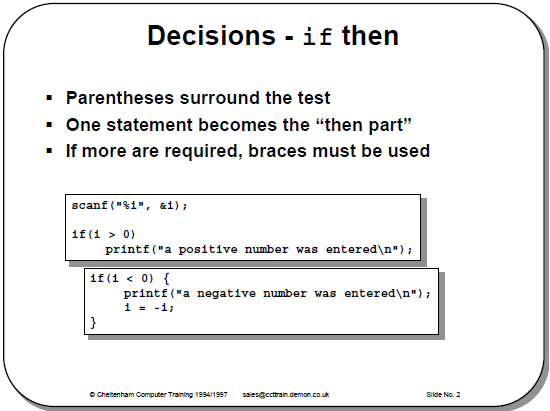 Decisions - if then
▪ Parentheses surround the test
▪ One statement becomes the “then part”
▪ If more are required, braces must be used
scanf("%i", &i);
if(i > 0)
printf("a positive number was entered\n");
if(i < 0) {
printf("a negative number was entered\n");
i = -i;
}
© Cheltenham Computer Training 1994/1997 sales@ccttrain.demon.co.uk Slide No. 2